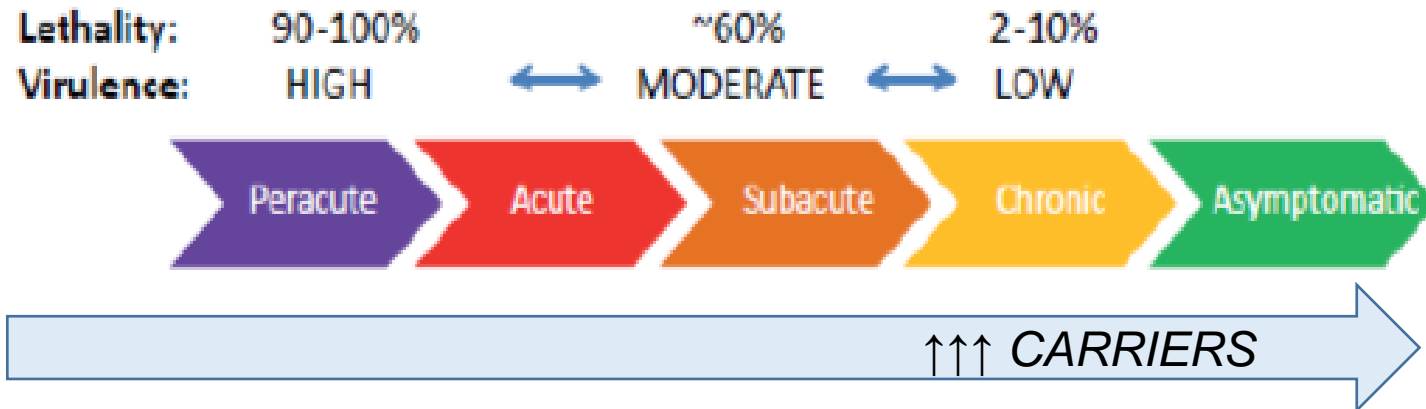 Lethality: 90-100% ~60% 2-10%
Virulence: HIGH MODERATE LOW
Peracute Acute Subacute Chronic Asymptomatic
↑↑↑ CARRIERS